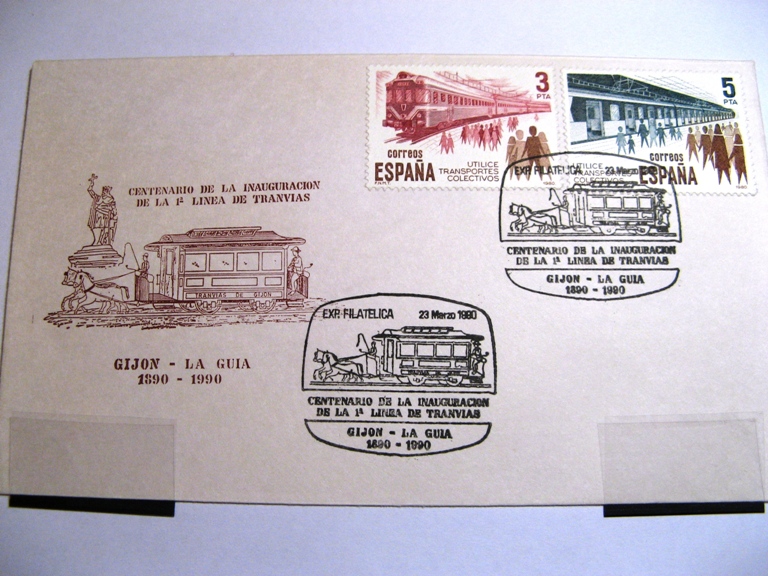 3
PTA
correos
ESPAÑA
UTILICE
TRANSPORTES
COLECTIVOS
F.N.M.T.
1980
5
PTA
UTILICE
TRANSPORTES
COLECTIVOS
correos
ESPAÑA
1980
EXP. FILATELICA 23 Marzo
CENTENARIO DE LA INAUGURACION
DE LA 1ª LINEA DE TRANVIAS
GIJON - LA GUIA
1890 - 1990
CENTENARIO DE LA INAUGURACION
DE LA 1ª LINEA DE TRANVIAS
TRANVIAS DE GIJON
GIJON - LA GUIA
1890 - 1990
EXP. FILATELICA 23 Marzo 1990
CENTENARIO DE LA INAUGURACION
DE LA 1ª LINEA DE TRANVIAS
GIJON - LA GUIA
1890 - 1990